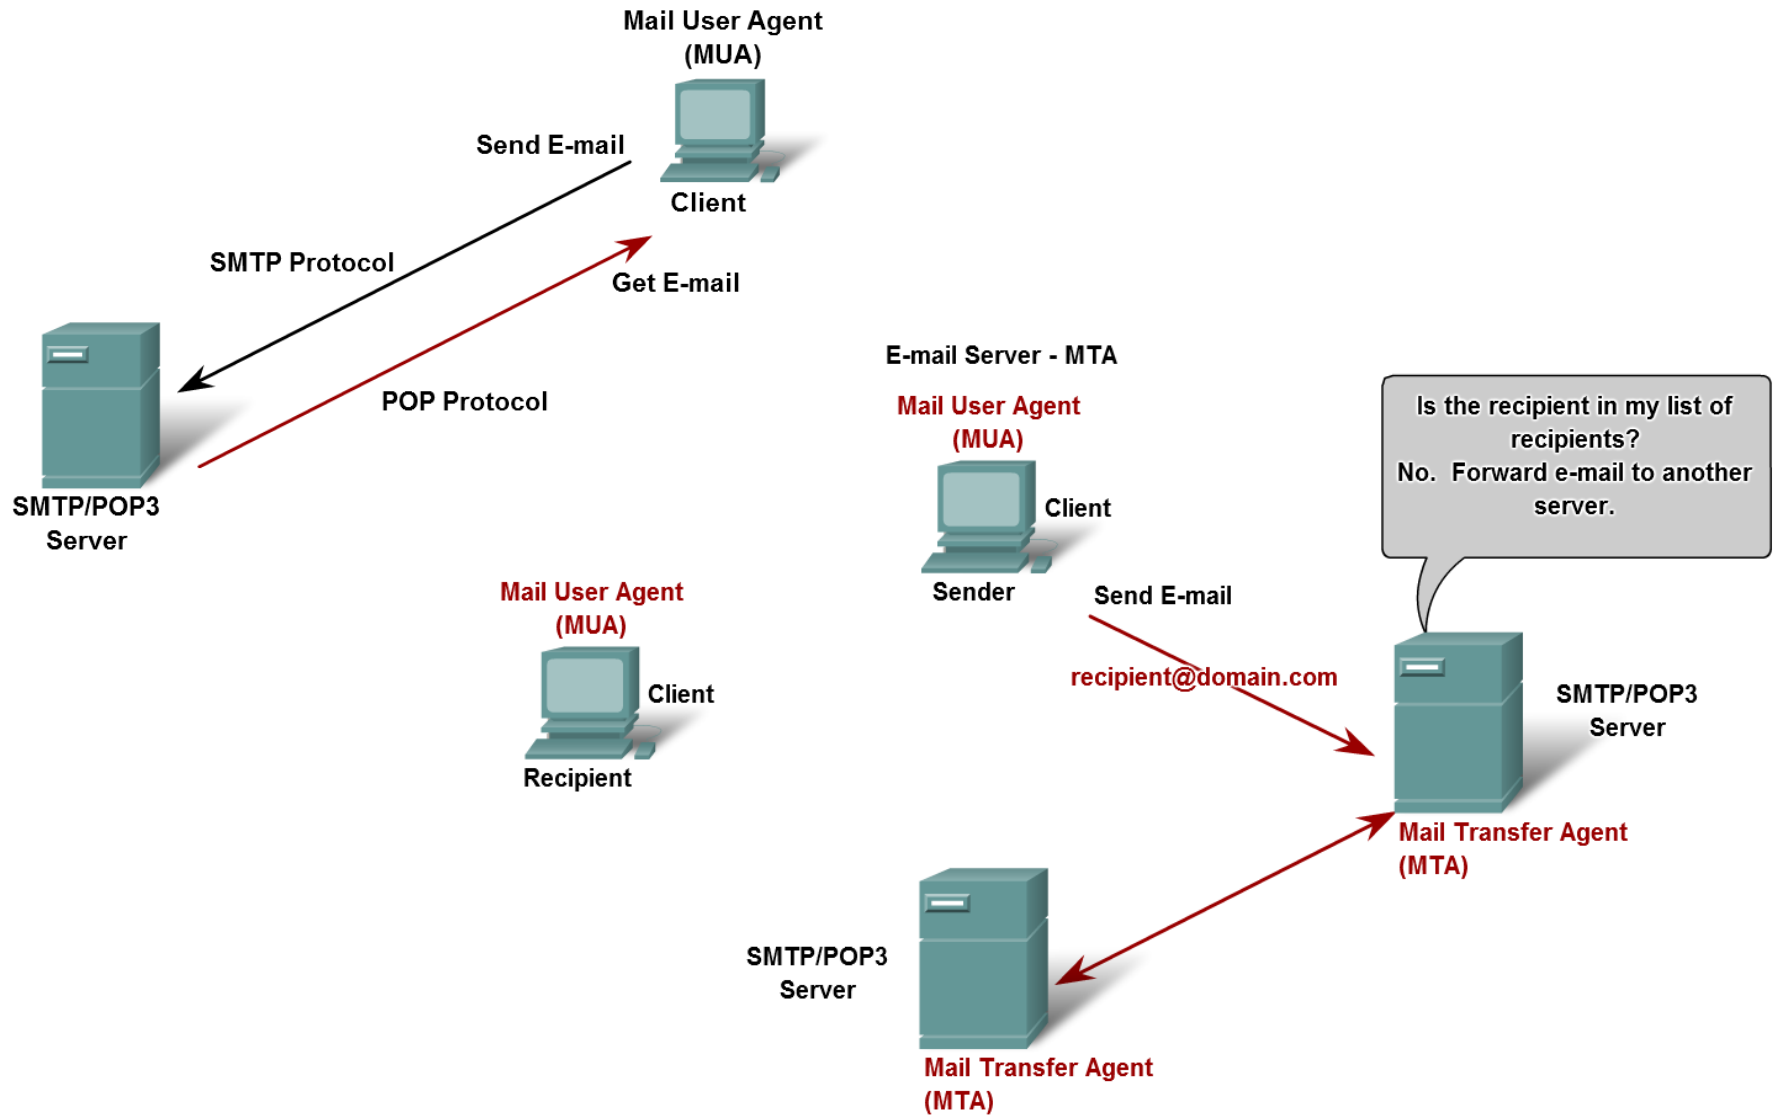 Mail User Agent
(MUA)
Send E-mail
Client
SMTP Protocol
Get E-mail
POP Protocol
SMTP/POP3
Server
E-mail Server - MTA
Mail User Agent
(MUA)
Client
Sender
Send E-mail
recipient@domain.com
Is the recipient in my list of
recipients?
No. Forward e-mail to another
server.
SMTP/POP3
Server
Mail Transfer Agent
(MTA)
Mail User Agent
(MUA)
Client
Recipient
SMTP/POP3
Server
Mail Transfer Agent
(MTA)